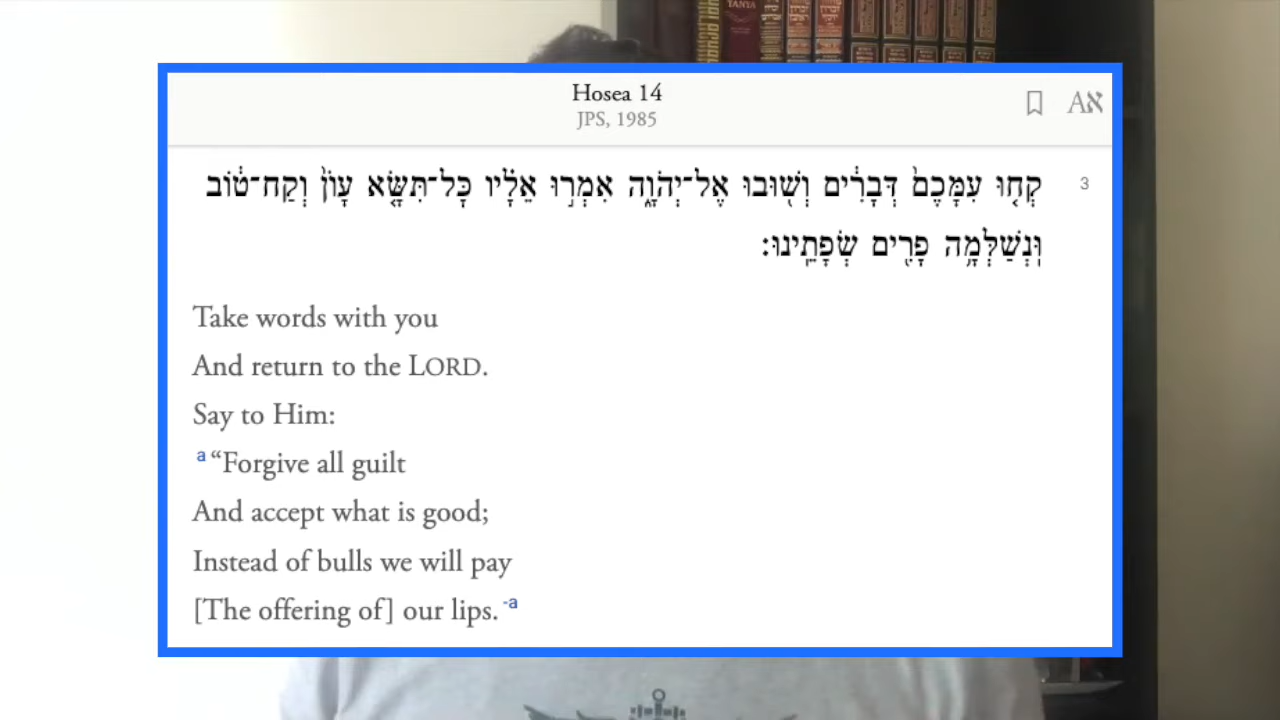 TANYA
Hosea 14
JPS, 1985
Aא
3
קְח֤וּ עִמָּכֶם֙ דְּבָרִ֔ים וְשׁ֖וּבוּ אֶל־יְהֹוָ֑ה אִמְר֣וּ אֵלָ֗יו כׇּל־תִּשָּׂ֤א עָוֺן֙ וְקַח־ט֔וֹב
וּֽנְשַׁלְּמָ֥ה פָרִ֖ים שְׂפָתֵֽינוּ׃
Take words with you
And return to the LORD.
Say to Him:
a “Forgive all guilt
And accept what is good;
Instead of bulls we will pay
[The offering of] our lips. -a